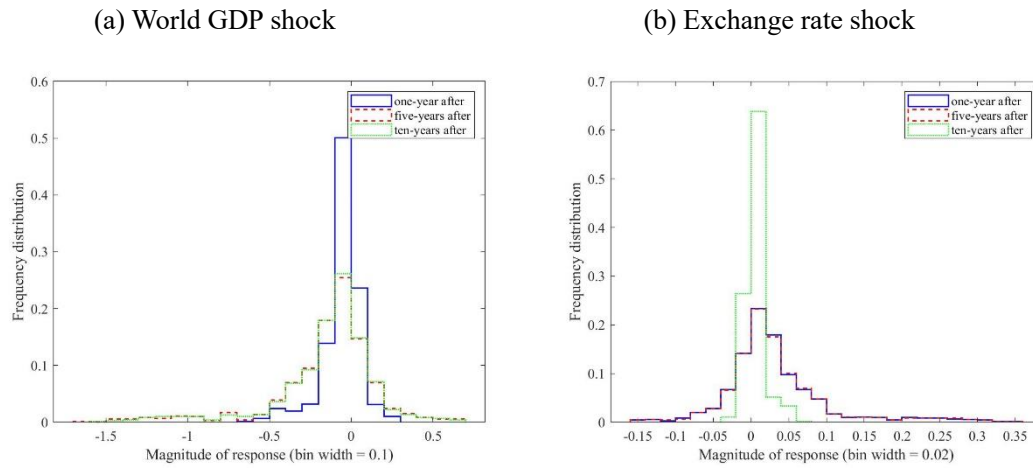 (a) World GDP shock
(b) Exchange rate shock
0.6
0.5
0.4
0.3
0.2
0.1
0
Frequency distribution
one-year after
five-years after
ten-years after
-1.5 -1 -0.5 0 0.5
Magnitude of response (bin width = 0.1)
0.7
0.6
0.5
0.4
0.3
0.2
0.1
0
Frequency distribution
one-year after
five-years after
ten-years after
-0.15 -0.1 -0.05 0 0.05 0.1 0.15 0.2 0.25 0.3 0.35
Magnitude of response (bin width = 0.02)